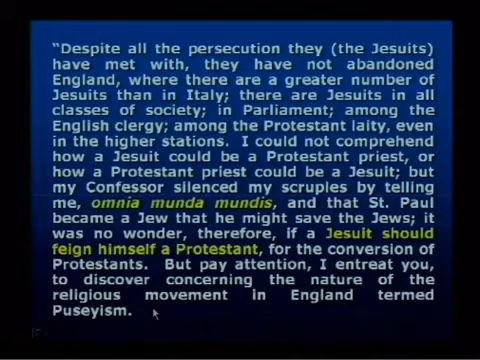 “Despite all the persecution they (the Jesuits)
have met with, they have not abandoned
England, where there are a greater number of
Jesuits than in Italy; there are Jesuits in all
classes of society; in Parliament; among the
English clergy; among the Protestant laity, even
in the higher stations. I could not comprehend
how a Jesuit could be a Protestant priest, or
how a Protestant priest could be a Jesuit; but
my Confessor silenced my scruples by telling
me, omnia munda mundis, and that St. Paul
became a Jew that he might save the Jews; it
was no wonder, therefore, if a Jesuit should
feign himself a Protestant, for the conversion of
Protestants. But pay attention, I entreat you,
to discover concerning the nature of the
religious movement in England termed
Puseyism.